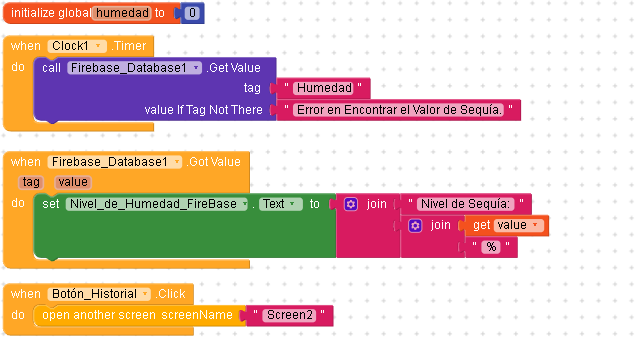 initialize global humedad to 0
when Clock1 .Timer
do call Firebase_Database1 .Get Value
tag " Humedad "
value If Tag Not There " Error en Encontrar el Valor de Sequía. "
when Firebase_Database1 .Got Value
tag value
do set Nivel_de_Humedad_FireBase . Text to join " Nivel de Sequía: "
join get value
" % "
when Botón_Historial .Click
do open another screen screenName " Screen2 "